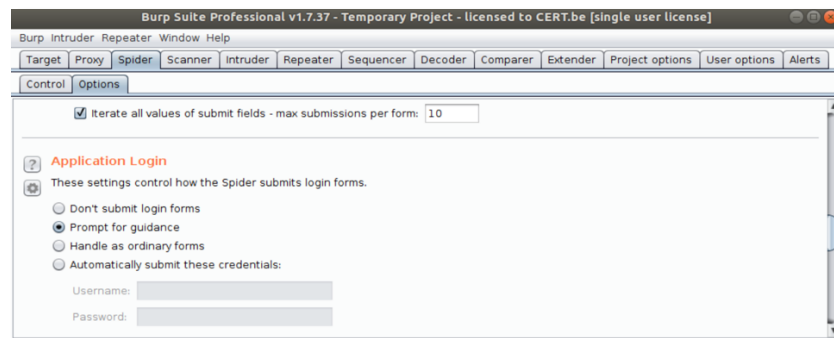 Burp Suite Professional v1.7.37 - Temporary Project - licensed to CERT.be [single user license]
Burp Intruder Repeater Window Help
Target Proxy Spider Scanner Intruder Repeater Sequencer Decoder Comparer Extender Project options User options Alerts
Control Options
Iterate all values of submit fields - max submissions per form: 10
? Application Login
These settings control how the Spider submits login forms.
Don't submit login forms
Prompt for guidance
Handle as ordinary forms
Automatically submit these credentials:
Username:
Password: